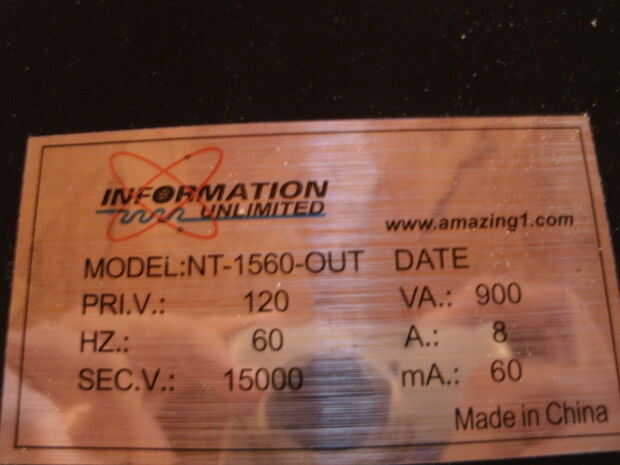 INFORMATION
UNLIMITED
www.amazing1.com
MODEL:NT-1560-OUT DATE
PRI.V.: 120 VA.: 900
HZ.: 60 A.: 8
SEC.V.: 15000 mA.: 60
Made in China